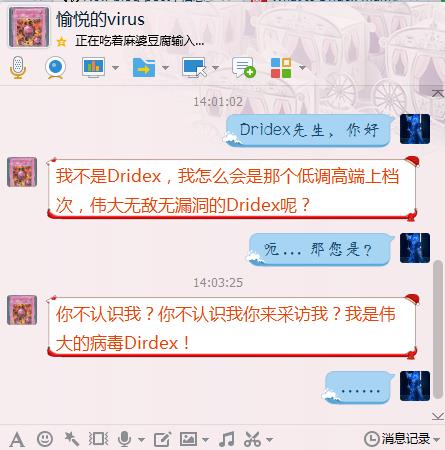 愉悦的virus
正在吃着麻婆豆腐输入...
14:01:02
Dridex先生，你好
我不是Dridex，我怎么会是那个低调高端上档
次，伟大无敌无漏洞的Dridex呢？
呃... 那您是？
14:03:25
你不认识我？你不认识我你来采访我？我是伟
大的病毒Dirdex！
......
A
消息记录